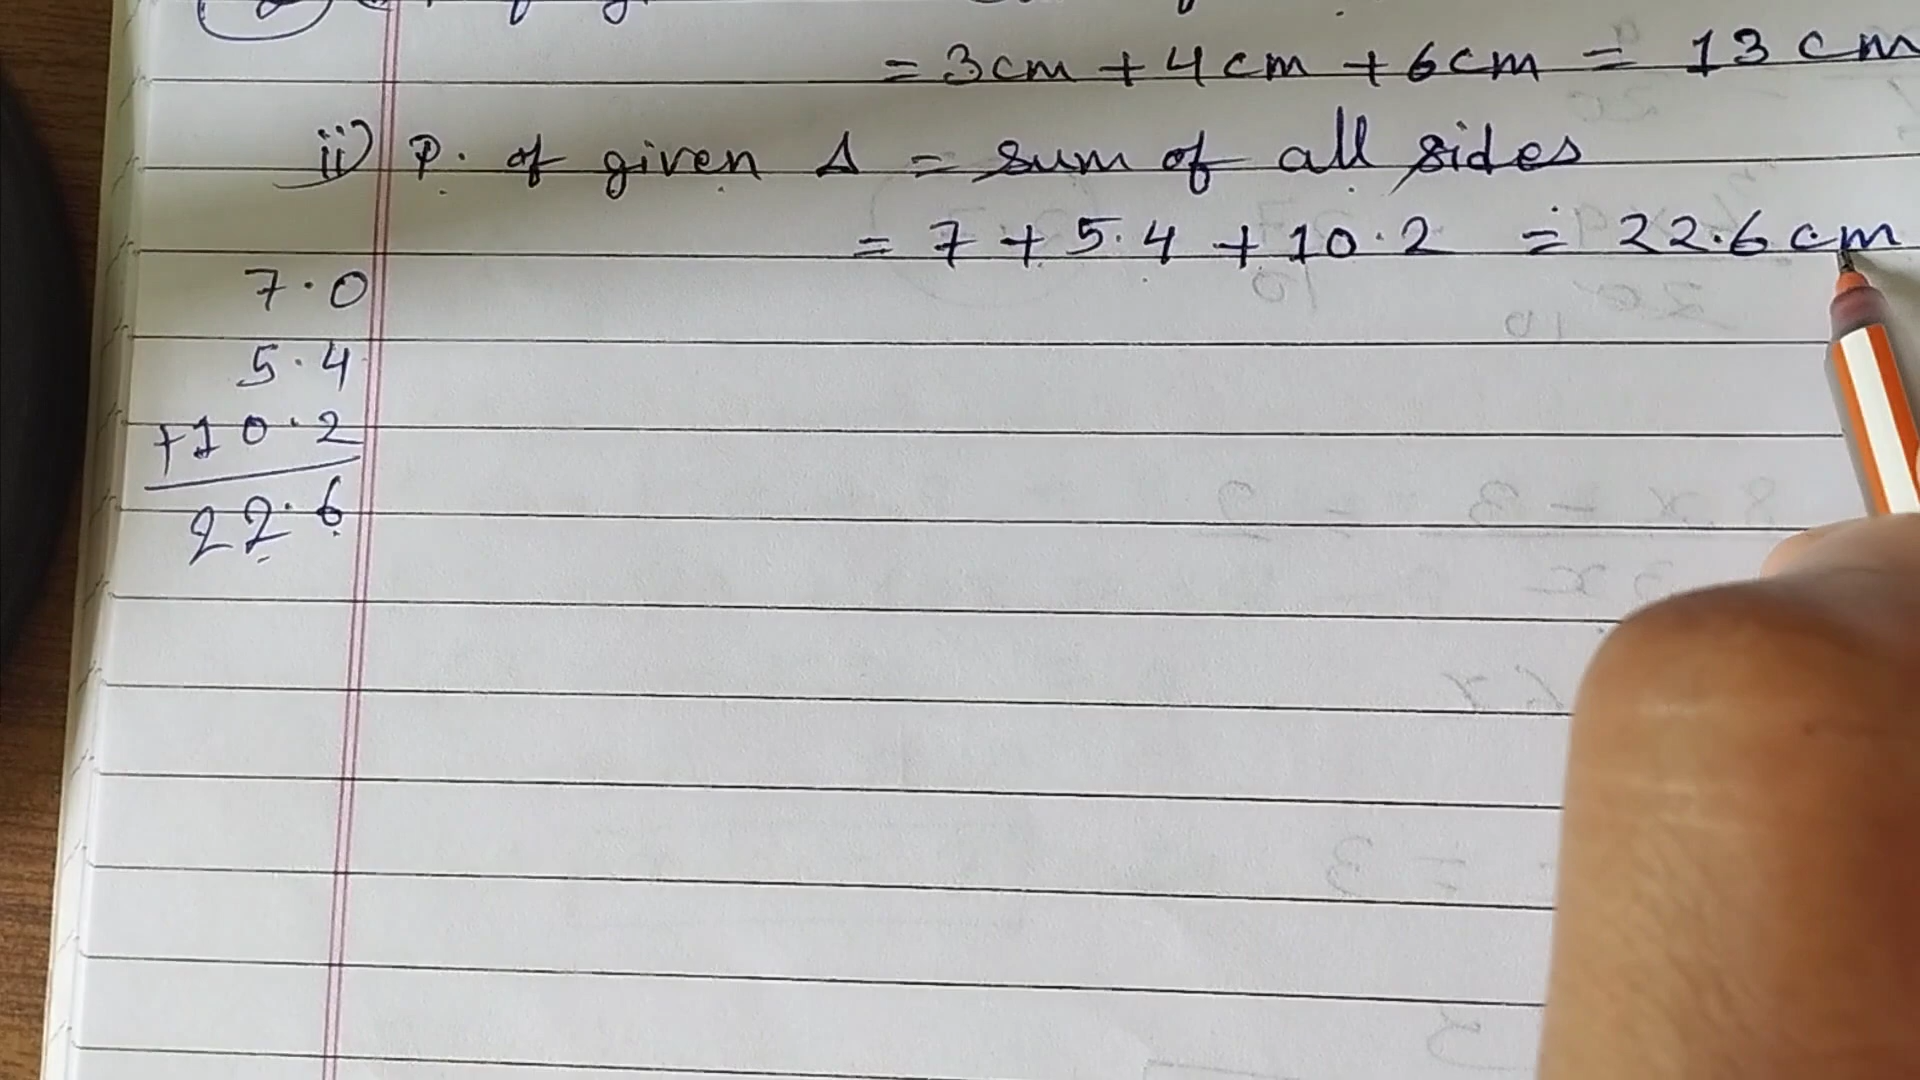 = 3cm + 4cm + 6cm = 13 cm
ii) P. of given Δ = sum of all sides
= 7 + 5.4 + 10.2 = 22.6 cm
7.0
5.4
+10.2
22.6